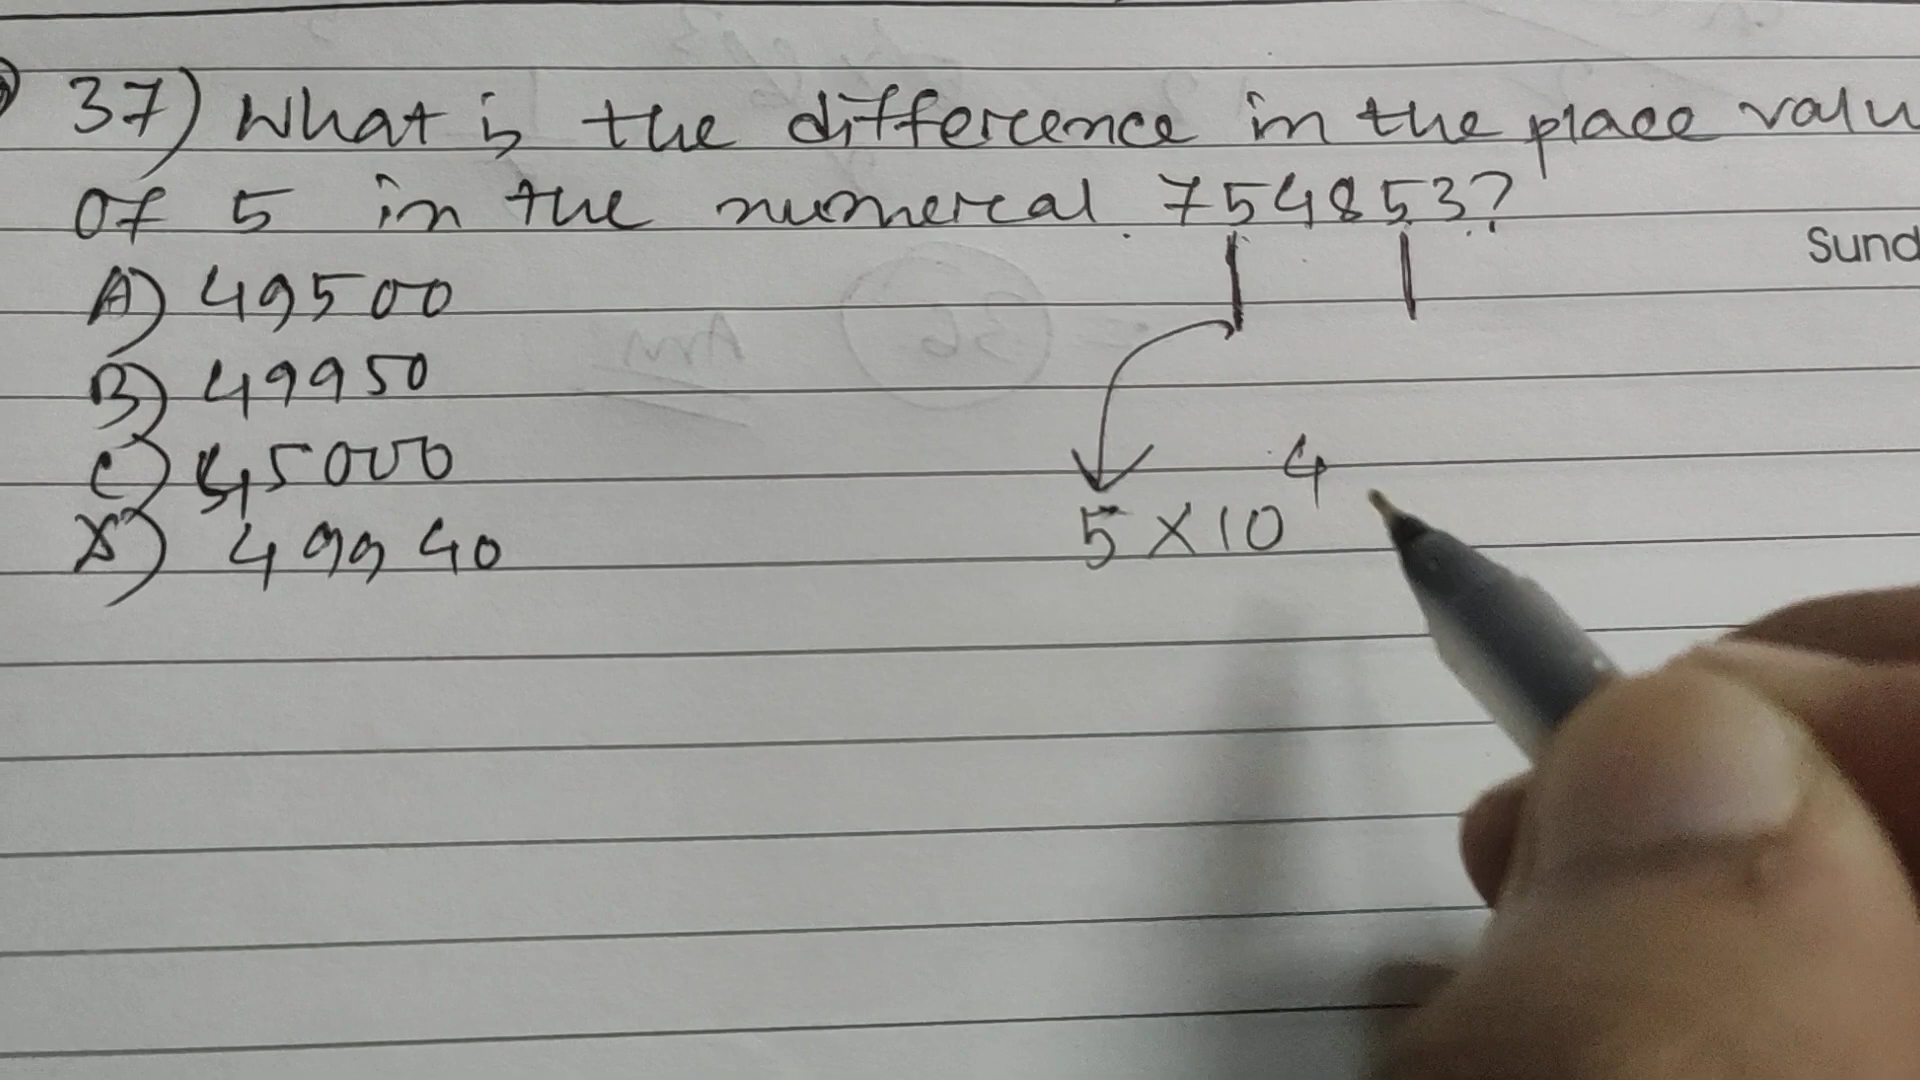 37) What is the difference in the place valu
of 5 in the numercal 754853?
Sund
A) 49500
B) 49950
C) 45000
D) 49940
4
5 × 10